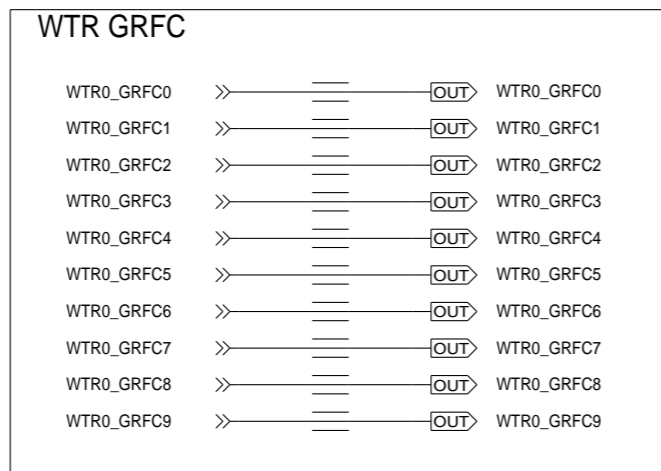 WTR GRFC
WTR0_GRFC0 OUT WTR0_GRFC0
WTR0_GRFC1 OUT WTR0_GRFC1
WTR0_GRFC2 OUT WTR0_GRFC2
WTR0_GRFC3 OUT WTR0_GRFC3
WTR0_GRFC4 OUT WTR0_GRFC4
WTR0_GRFC5 OUT WTR0_GRFC5
WTR0_GRFC6 OUT WTR0_GRFC6
WTR0_GRFC7 OUT WTR0_GRFC7
WTR0_GRFC8 OUT WTR0_GRFC8
WTR0_GRFC9 OUT WTR0_GRFC9